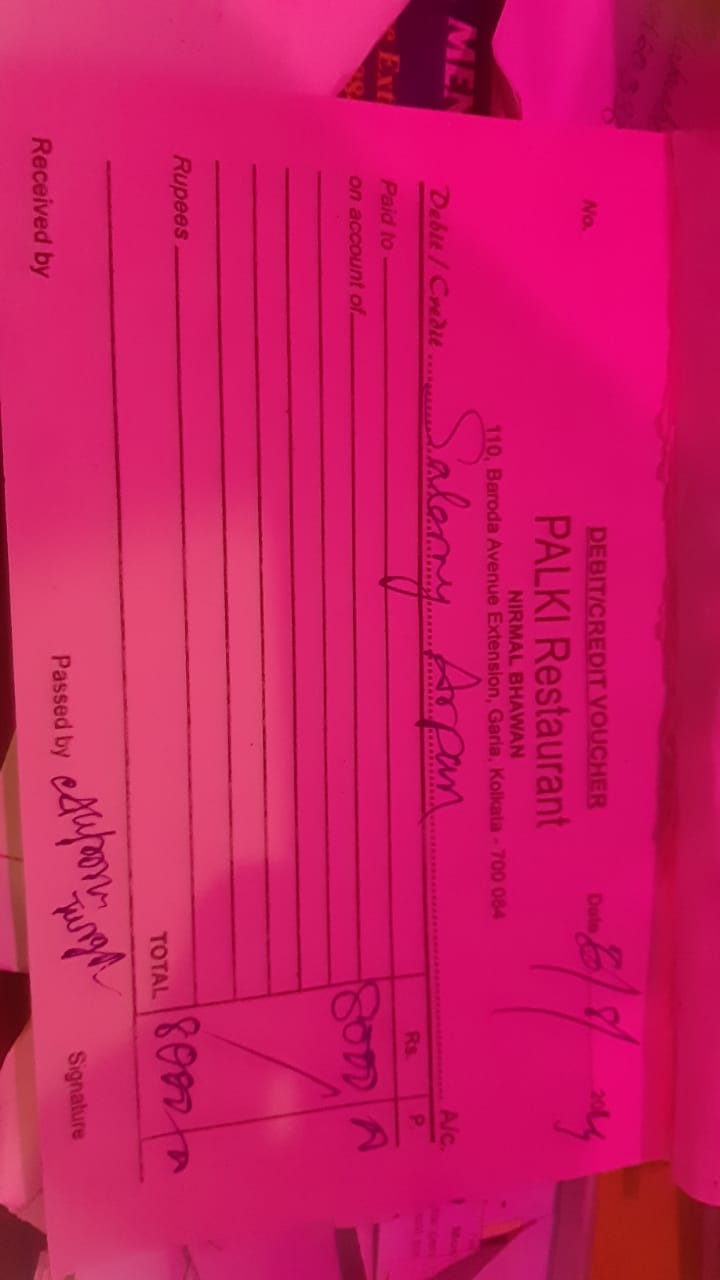 No.
DEBIT/CREDIT VOUCHER
Date 8/8/ 2024
PALKI Restaurant
NIRMAL BHAWAN
110, Baroda Avenue Extension, Garia, Kolkata - 700 084
Debit / Credit Salarry Arpan A/c.
Rs. P
Paid to 8000
on account of
Rupees
TOTAL 8000
Received by Passed by Signature
MEN